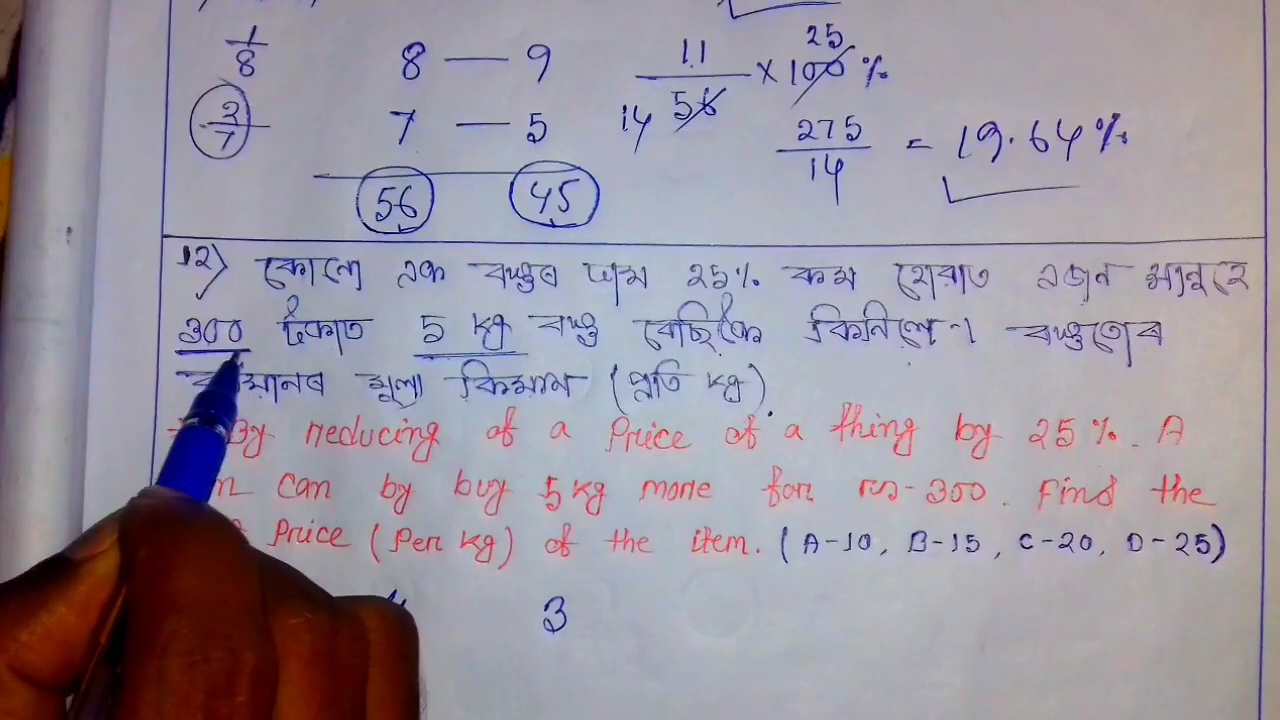 1/8 8 — 9 11/56 × 100 % 25
2/7 7 — 5 14 275/14 = 19.64%
56 45
12) কোনো এক বস্তুৰ দাম 25% কম হোৱাত এজন মানুহে
300 টকাত 5 kg বস্তু বেছিকৈ কিনিলে। বস্তুতোৰ
মূল্য কিমান (প্ৰতি kg).
By reducing of a Price of a thing by 25%. A
can by buy 5 kg more for rs-300. Find the
Price (Per kg) of the item. (A-10, B-15, C-20, D-25)
3